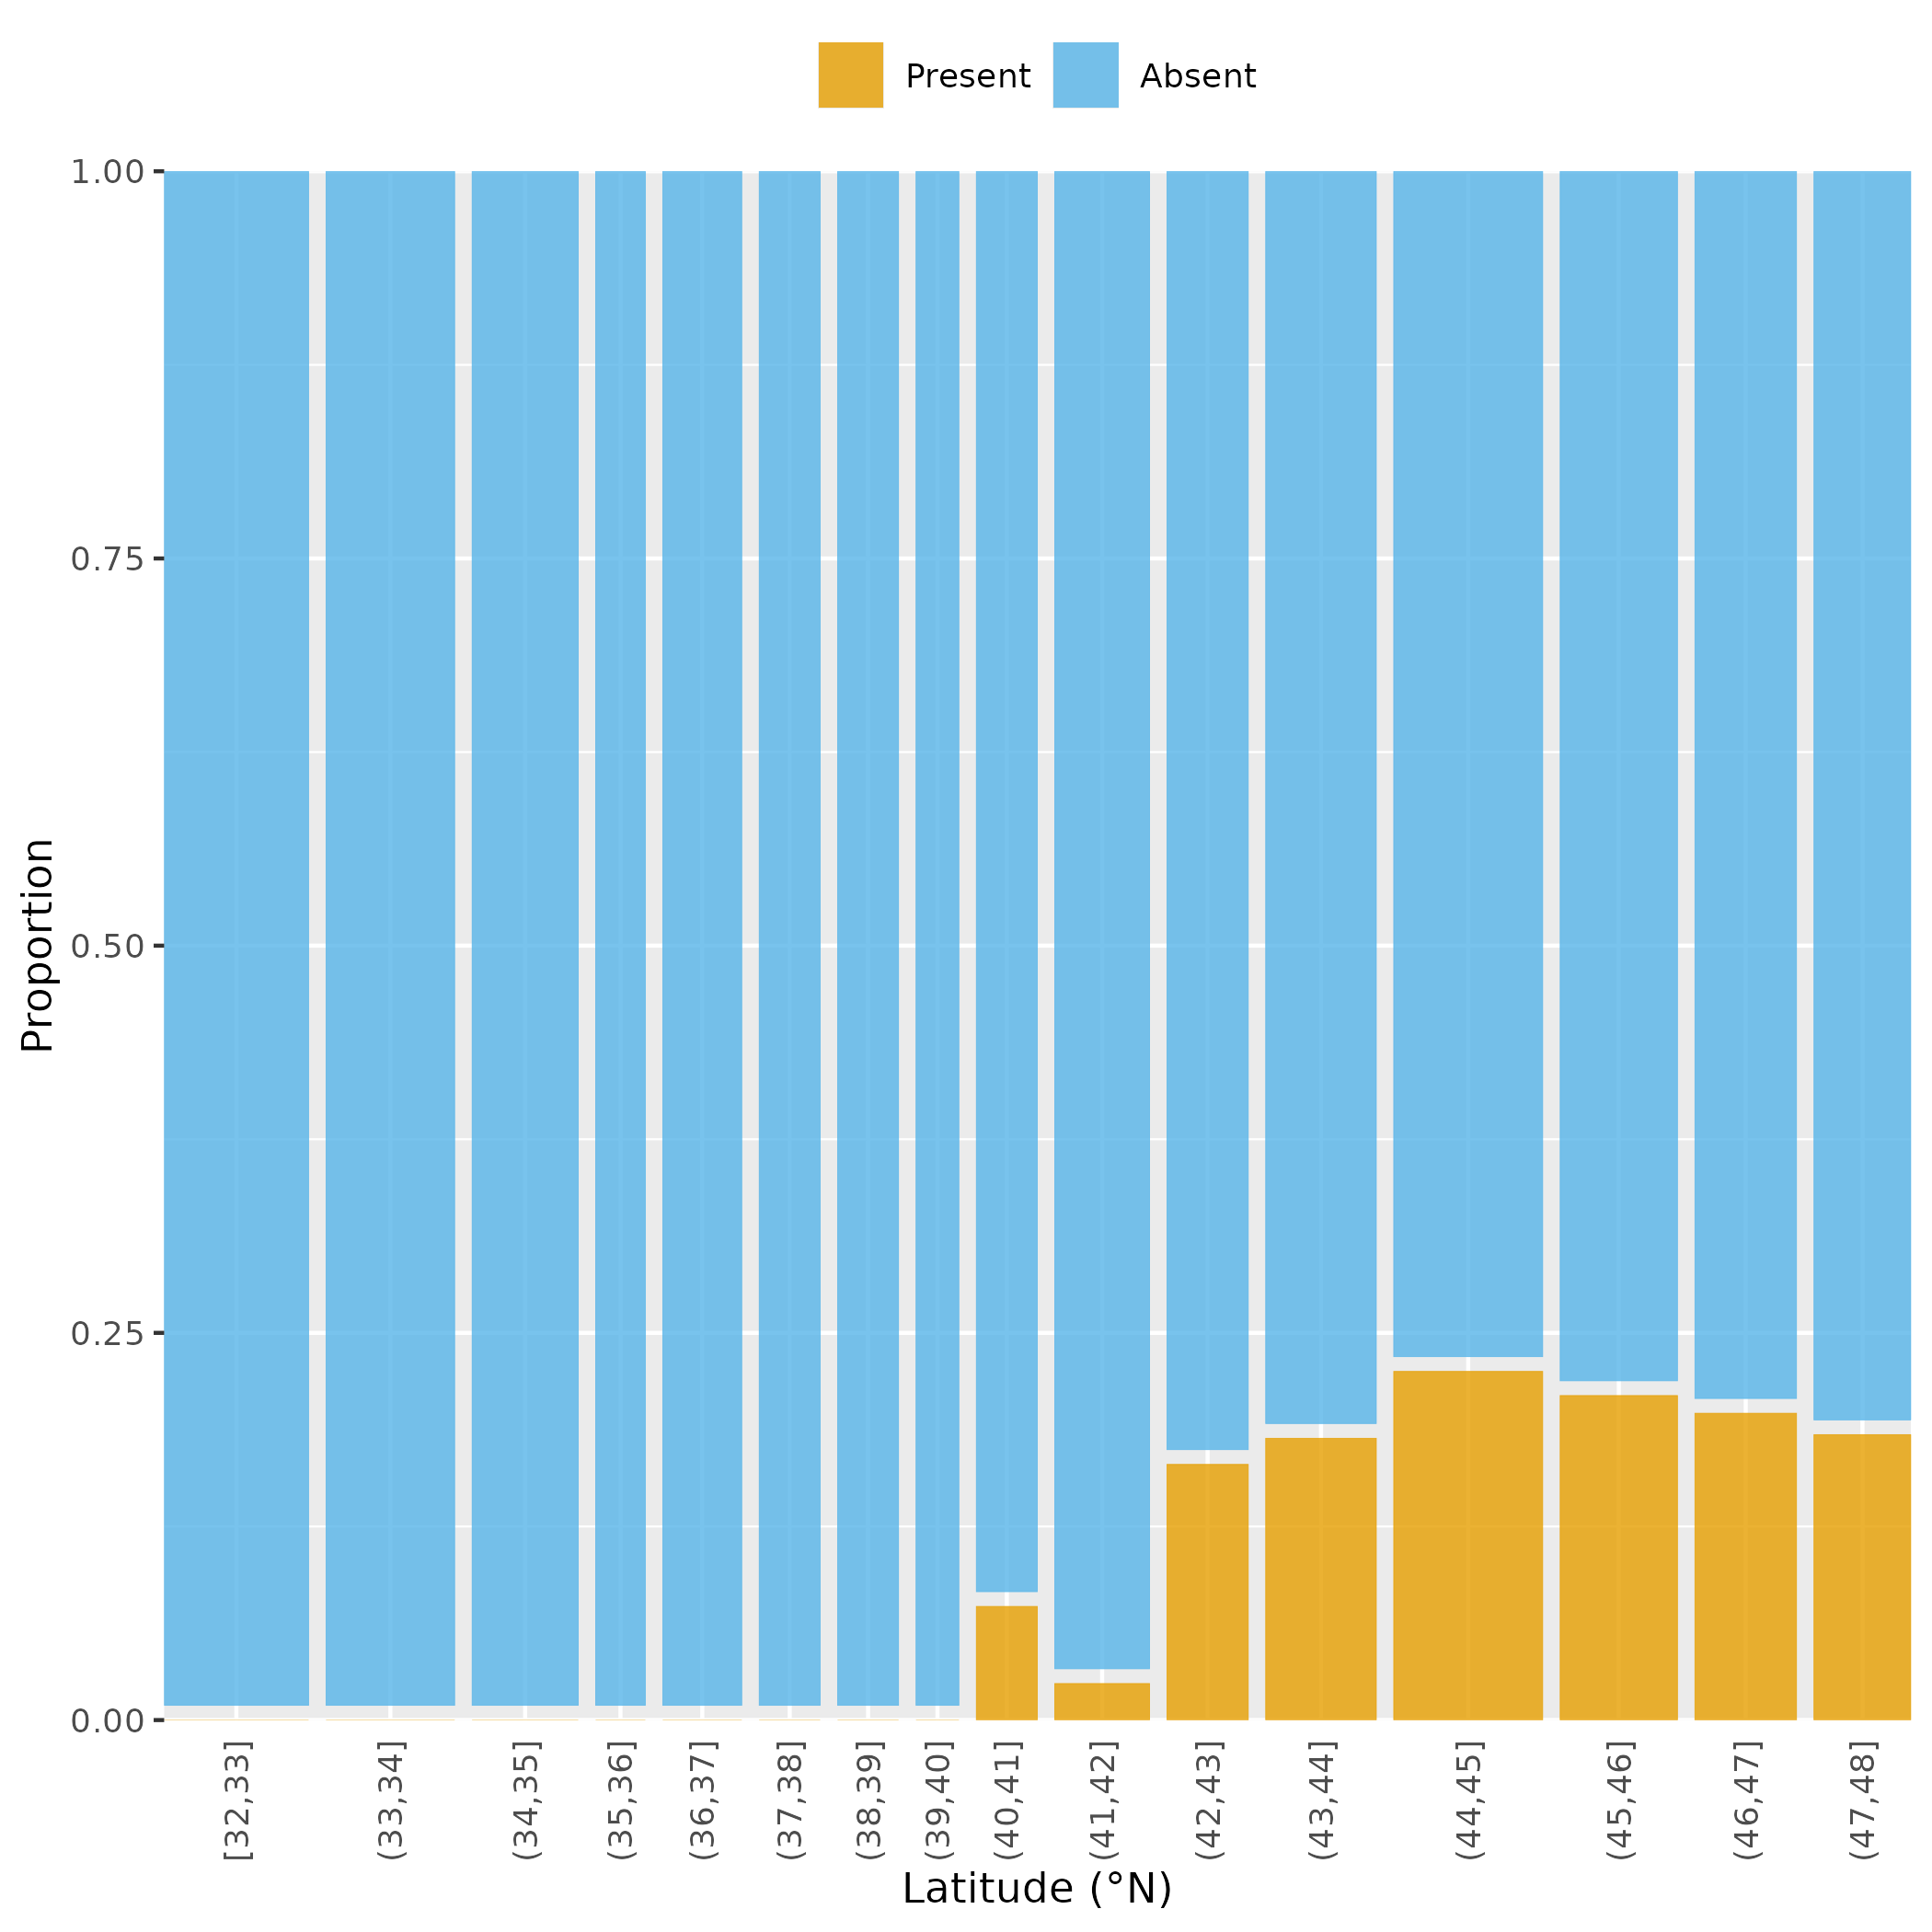 Present Absent
1.00
0.75
0.50
0.25
0.00
Proportion
[32,33] (33,34] (34,35] (35,36] (36,37] (37,38] (38,39] (39,40] (40,41] (41,42] (42,43] (43,44] (44,45] (45,46] (46,47] (47,48]
Latitude (°N)